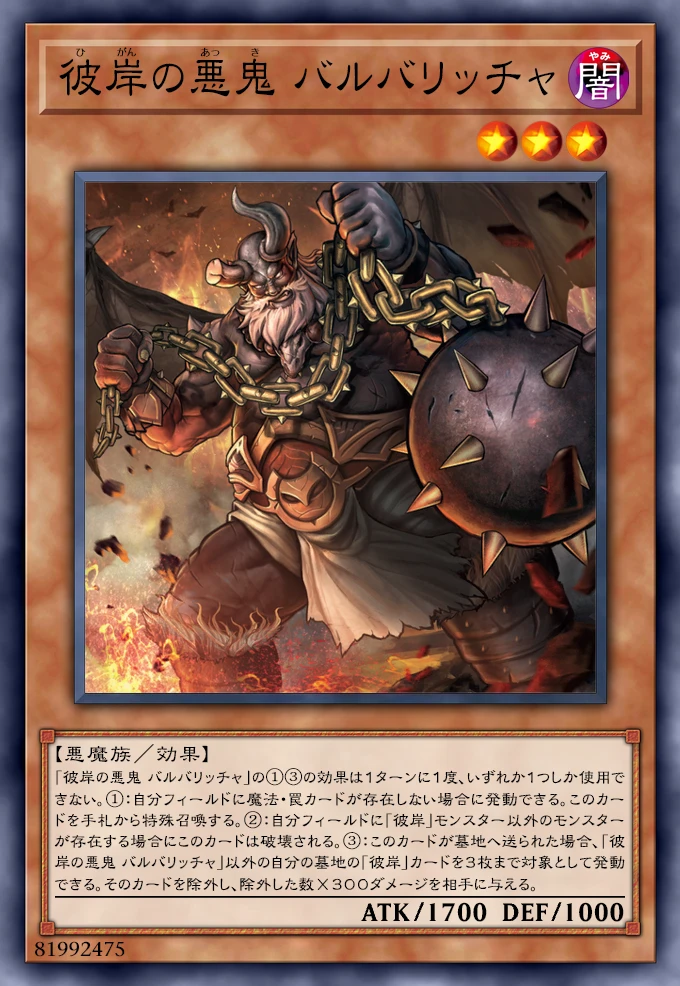 彼岸の悪鬼 バルバリッチャ
ひ がん あっ き
闇
やみ
【悪魔族／効果】
「彼岸の悪鬼 バルバリッチャ」の①③の効果は1ターンに1度、いずれか1つしか使用で
きない。①：自分フィールドに魔法・罠カードが存在しない場合に発動できる。このカー
ドを手札から特殊召喚する。②：自分フィールドに「彼岸」モンスター以外のモンスター
が存在する場合にこのカードは破壊される。③：このカードが墓地へ送られた場合、「彼
岸の悪鬼 バルバリッチャ」以外の自分の墓地の「彼岸」カードを3枚まで対象として発動
できる。そのカードを除外し、除外した数×300ダメージを相手に与える。
ATK/1700 DEF/1000
81992475